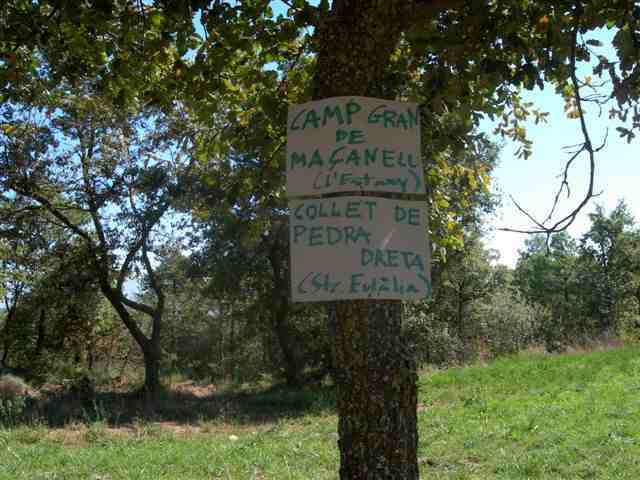 CAMP GRAN
DE
MAÇANELL
(L'Estany)
COLLET DE
PEDRA
DRETA
(Sta Eulàlia)